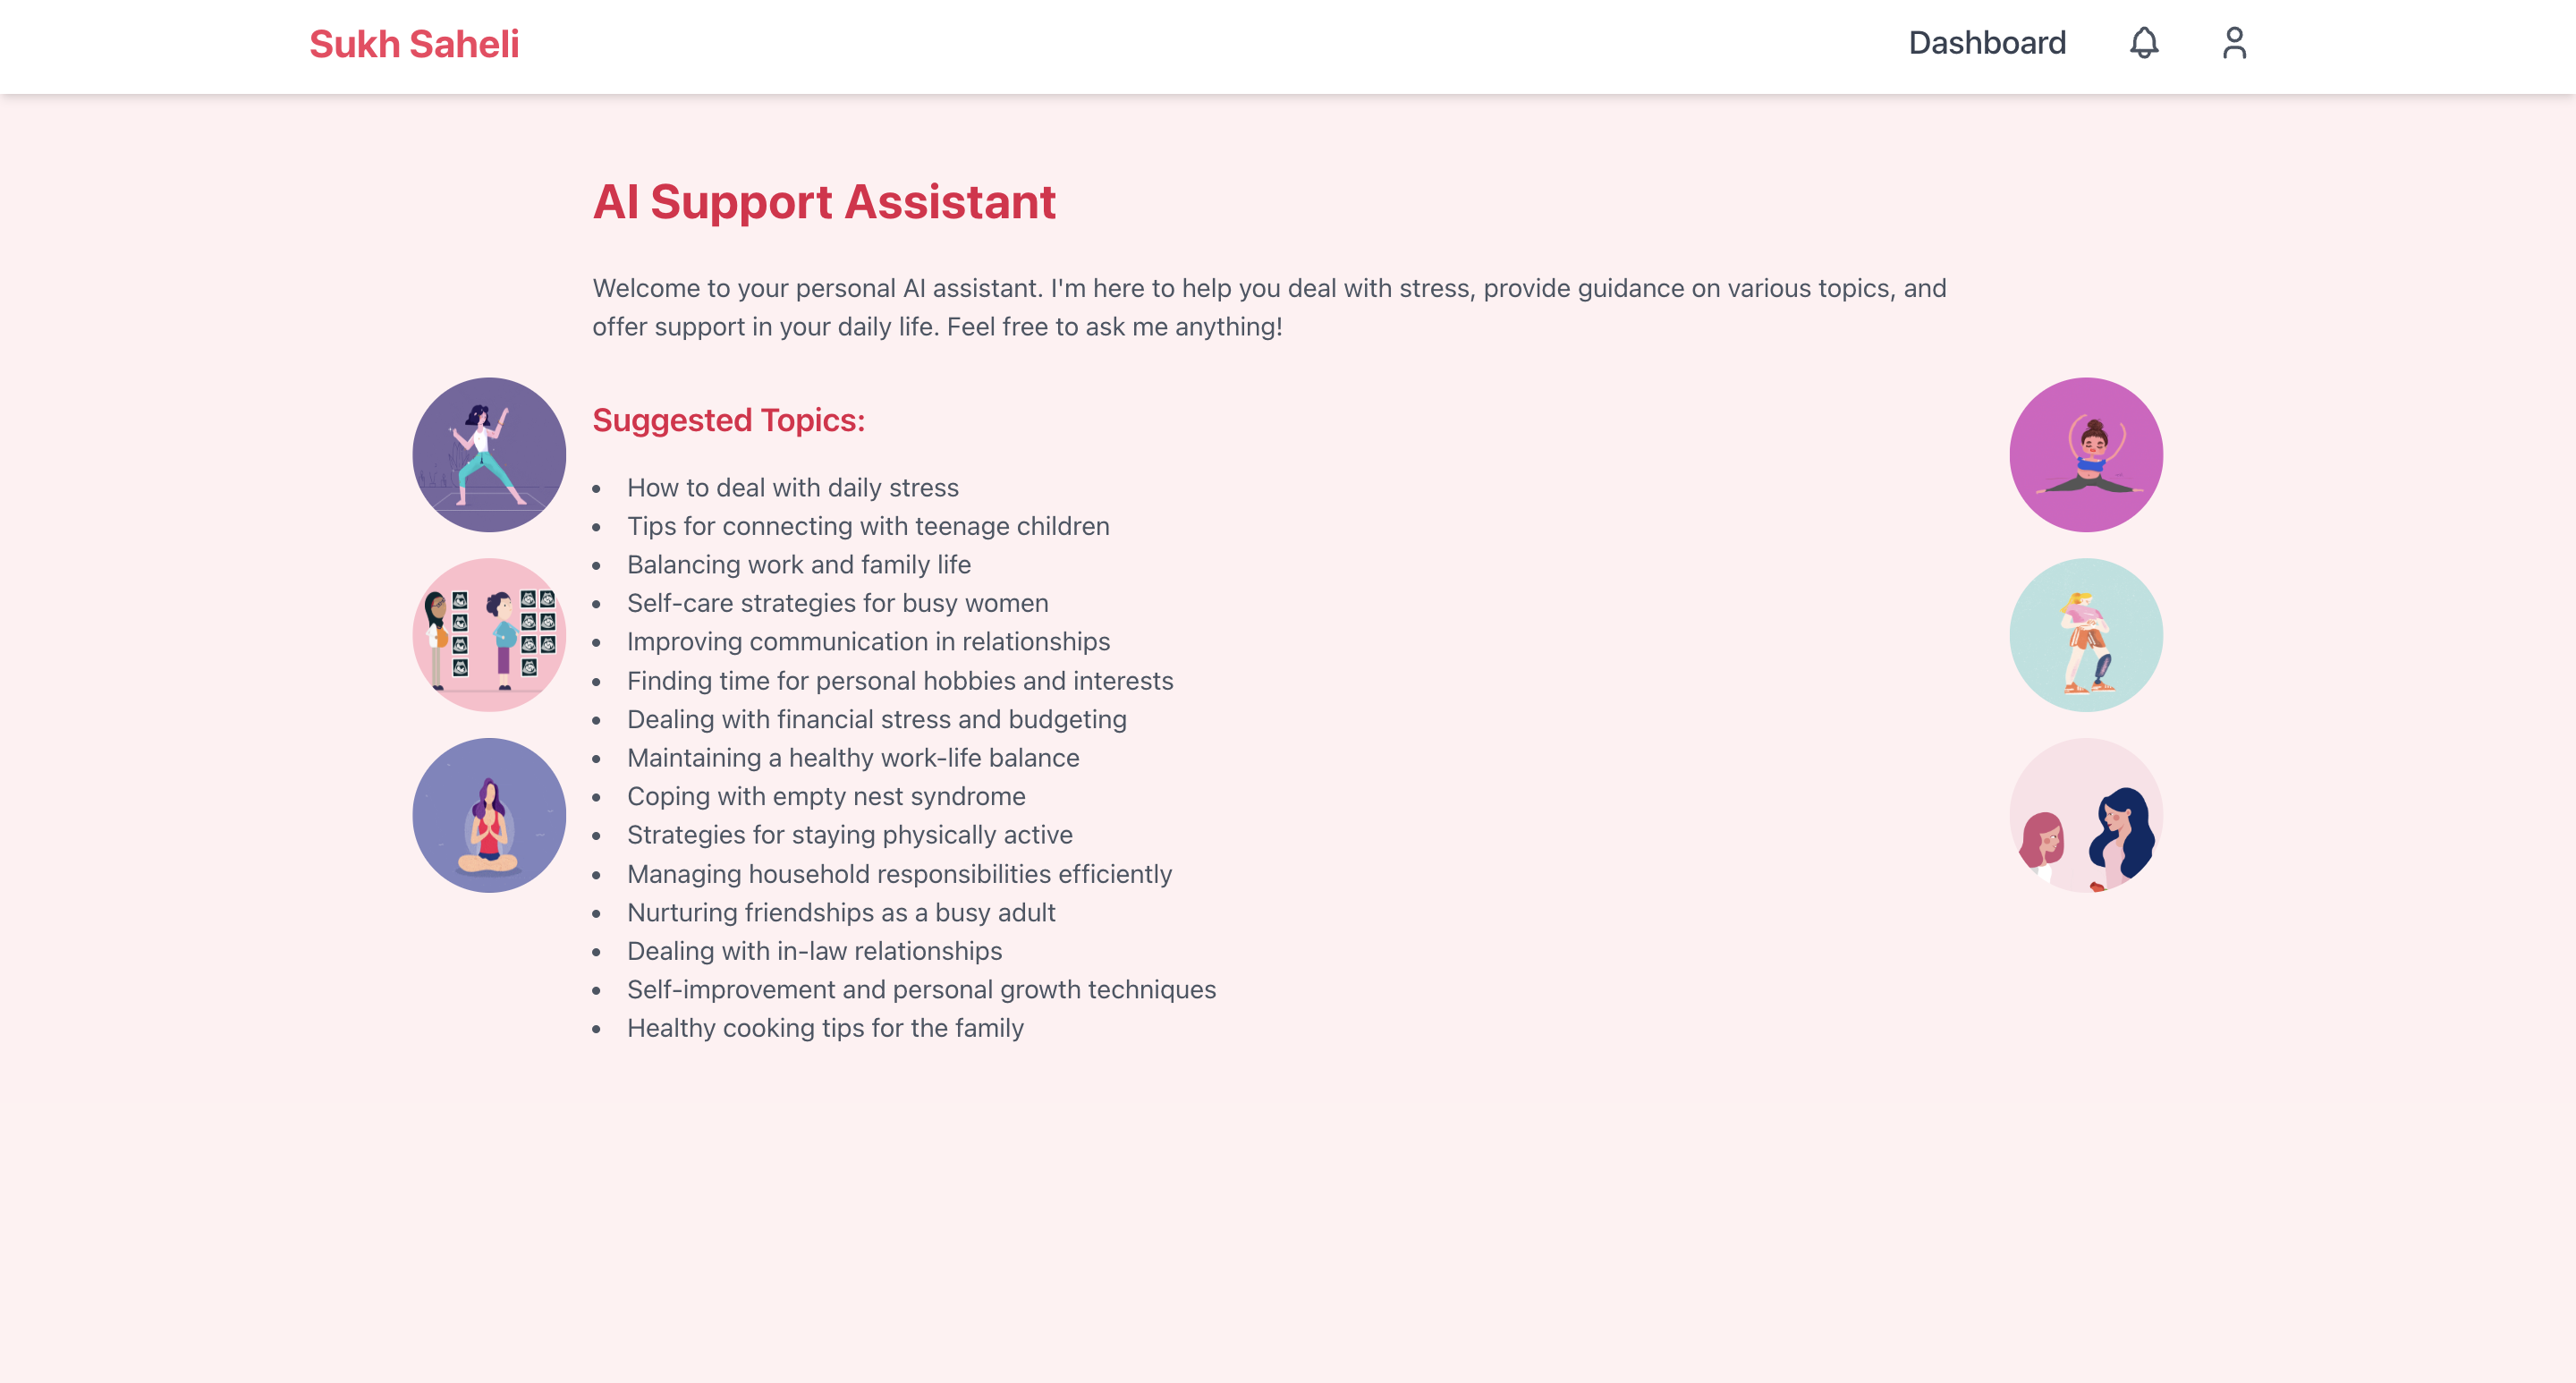 Sukh Saheli
Dashboard
AI Support Assistant
Welcome to your personal AI assistant. I'm here to help you deal with stress, provide guidance on various topics, and
offer support in your daily life. Feel free to ask me anything!
Suggested Topics:
• How to deal with daily stress
• Tips for connecting with teenage children
• Balancing work and family life
• Self-care strategies for busy women
• Improving communication in relationships
• Finding time for personal hobbies and interests
• Dealing with financial stress and budgeting
• Maintaining a healthy work-life balance
• Coping with empty nest syndrome
• Strategies for staying physically active
• Managing household responsibilities efficiently
• Nurturing friendships as a busy adult
• Dealing with in-law relationships
• Self-improvement and personal growth techniques
• Healthy cooking tips for the family